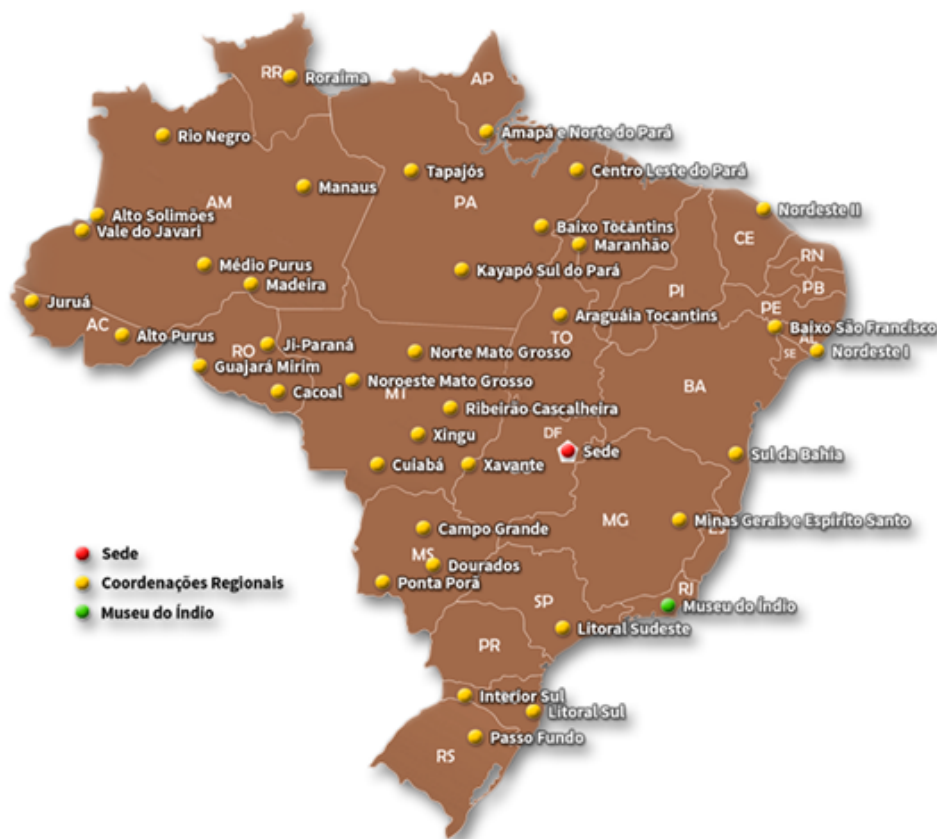 RR
Roraima
AP
Rio Negro
Amapá e Norte do Pará
Tapajós
Centro Leste do Pará
Manaus
AM
PA
Alto Solimões
Vale do Javari
Nordeste II
Baixo Tocantins
CE
Maranhão
RN
Médio Purus
Kayapó Sul do Pará
Madeira
PI
PB
Juruá
PE
Araguáia Tocantins
AC
Alto Purus
TO
Baixo São Francisco
AL
RO
Ji-Paraná
Norte Mato Grosso
SE
Nordeste I
Guajará Mirim
Noroeste Mato Grosso
MT
BA
Cacoal
Ribeirão Cascalheira
Xingu
DF
Sede
Sul da Bahia
Cuiabá
Xavante
MG
Minas Gerais e Espírito Santo
ES
Campo Grande
MS
Dourados
Ponta Porã
Sede
Coordenações Regionais
Museu do Índio
SP
RJ
Museu do Índio
Litoral Sudeste
PR
Interior Sul
Litoral Sul
Passo Fundo
RS